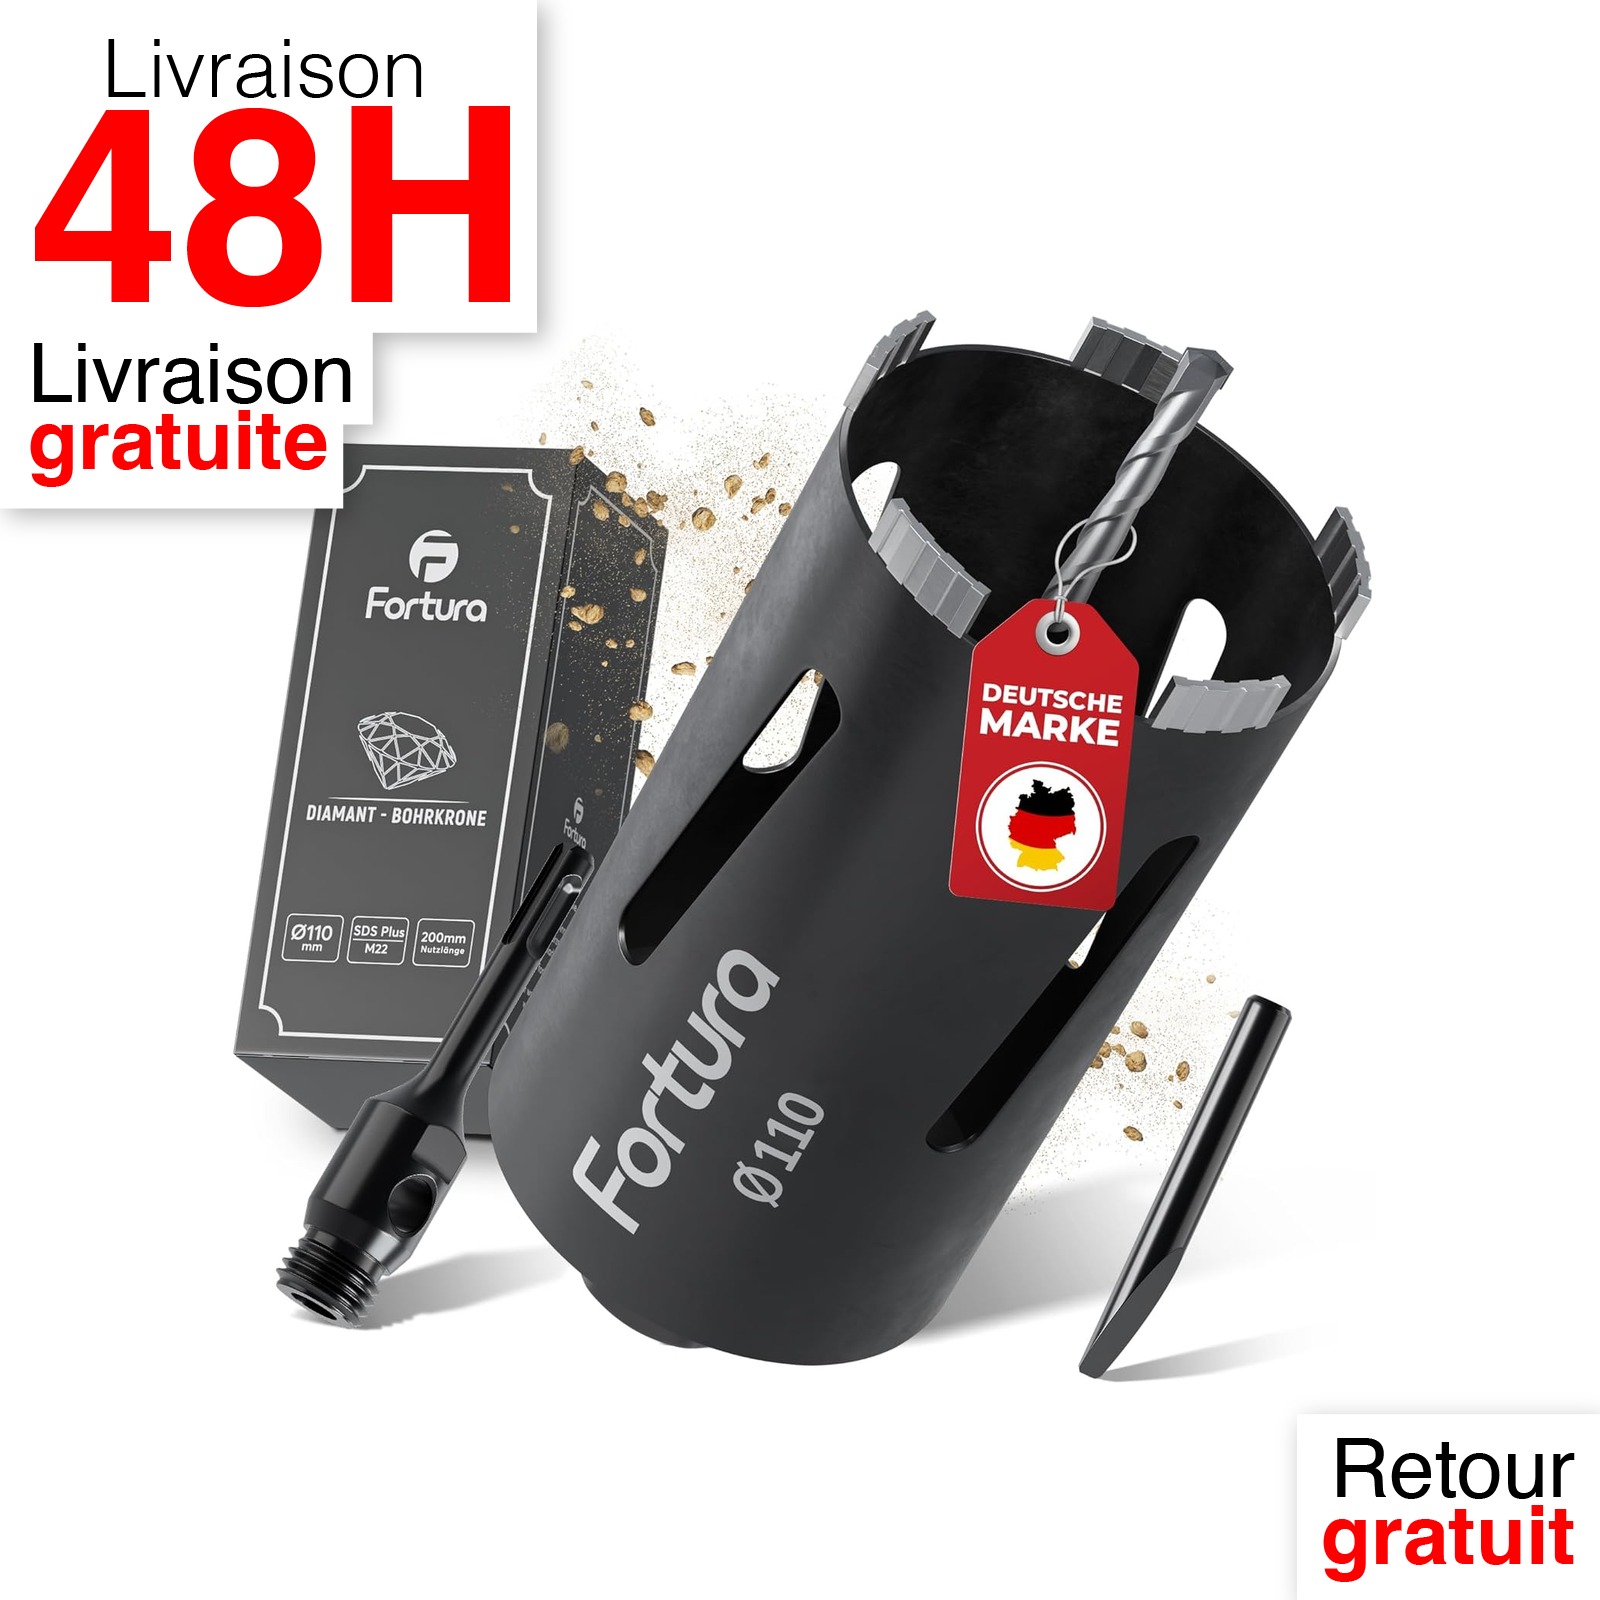 Livraison
48H
Livraison
gratuite
Fortura
DIAMANT - BOHRKRONE
Ø110
mm
SDS Plus
M22
200mm
Nutzlänge
Fortura
DEUTSCHE
MARKE
Fortura
Ø110
Retour
gratuit